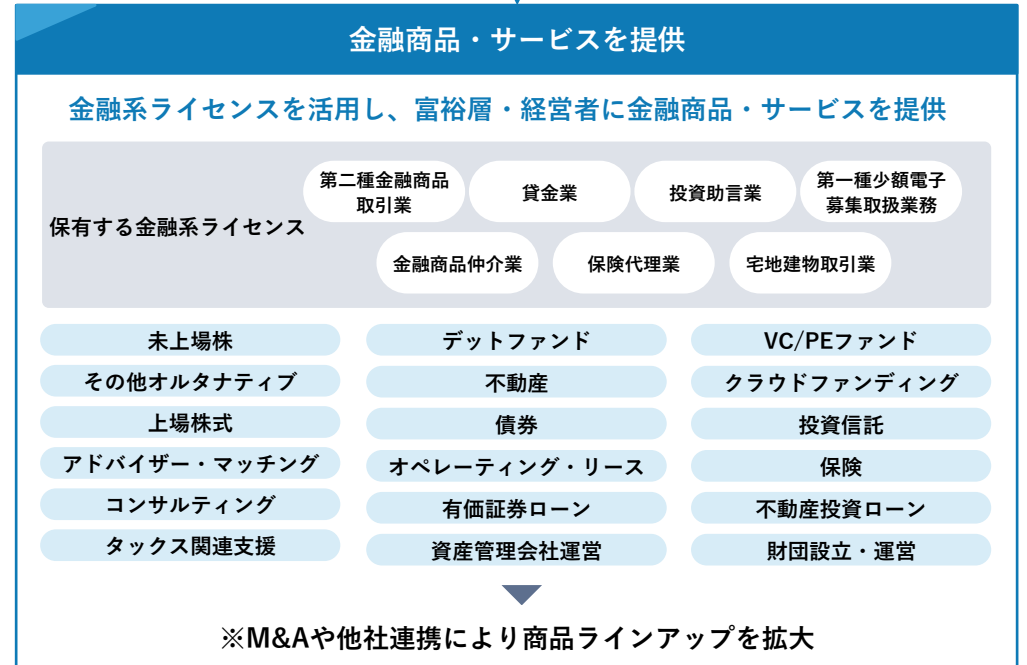 金融商品・サービスを提供
金融系ライセンスを活用し、富裕層・経営者に金融商品・サービスを提供
保有する金融系ライセンス
第二種金融商品
取引業
貸金業
投資助言業
第一種少額電子
募集取扱業務
金融商品仲介業
保険代理業
宅地建物取引業
未上場株
デットファンド
VC/PEファンド
その他オルタナティブ
不動産
クラウドファンディング
上場株式
債券
投資信託
アドバイザー・マッチング
オペレーティング・リース
保険
コンサルティング
有価証券ローン
不動産投資ローン
タックス関連支援
資産管理会社運営
財団設立・運営
※M&Aや他社連携により商品ラインアップを拡大